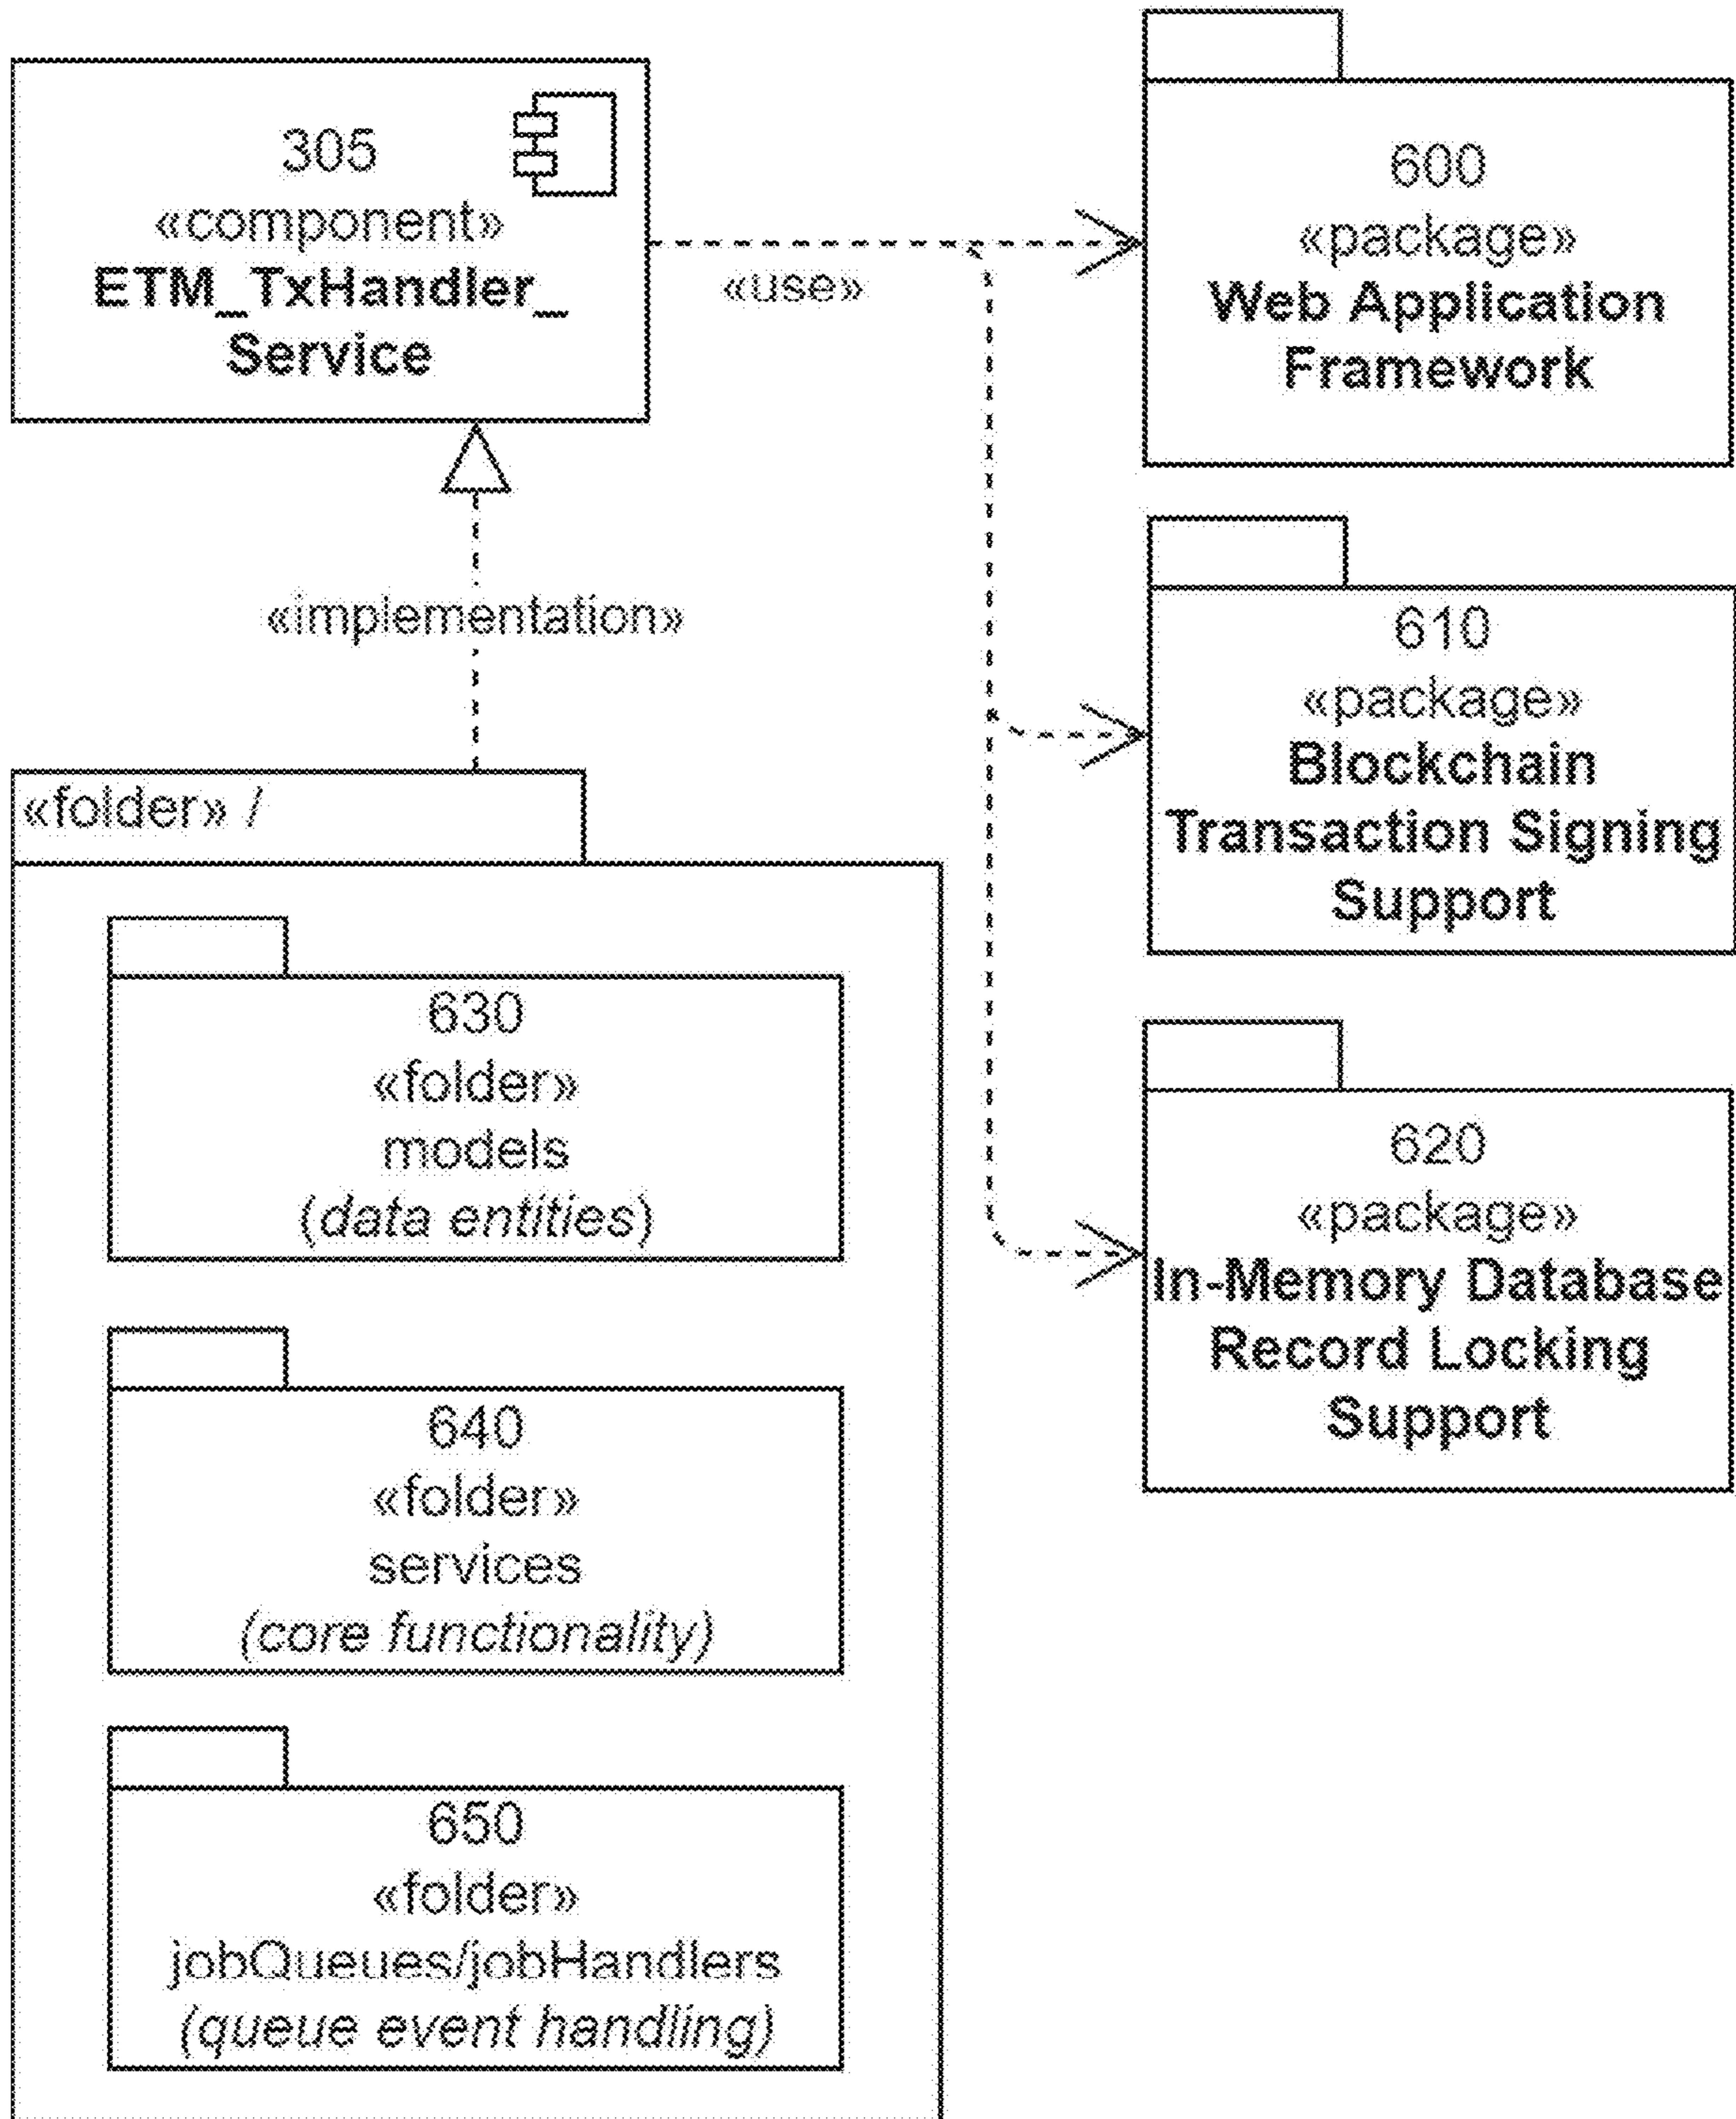 305
«component»
ETM_TxHandler_
Service
«use»
600
«package»
Web Application
Framework
«implementation»
610
«package»
Blockchain
Transaction Signing
Support
620
«package»
In-Memory Database
Record Locking
Support
«folder» /
630
«folder»
models
(data entities)
640
«folder»
services
(core functionality)
650
«folder»
jobQueues/jobHandlers
(queue event handling)